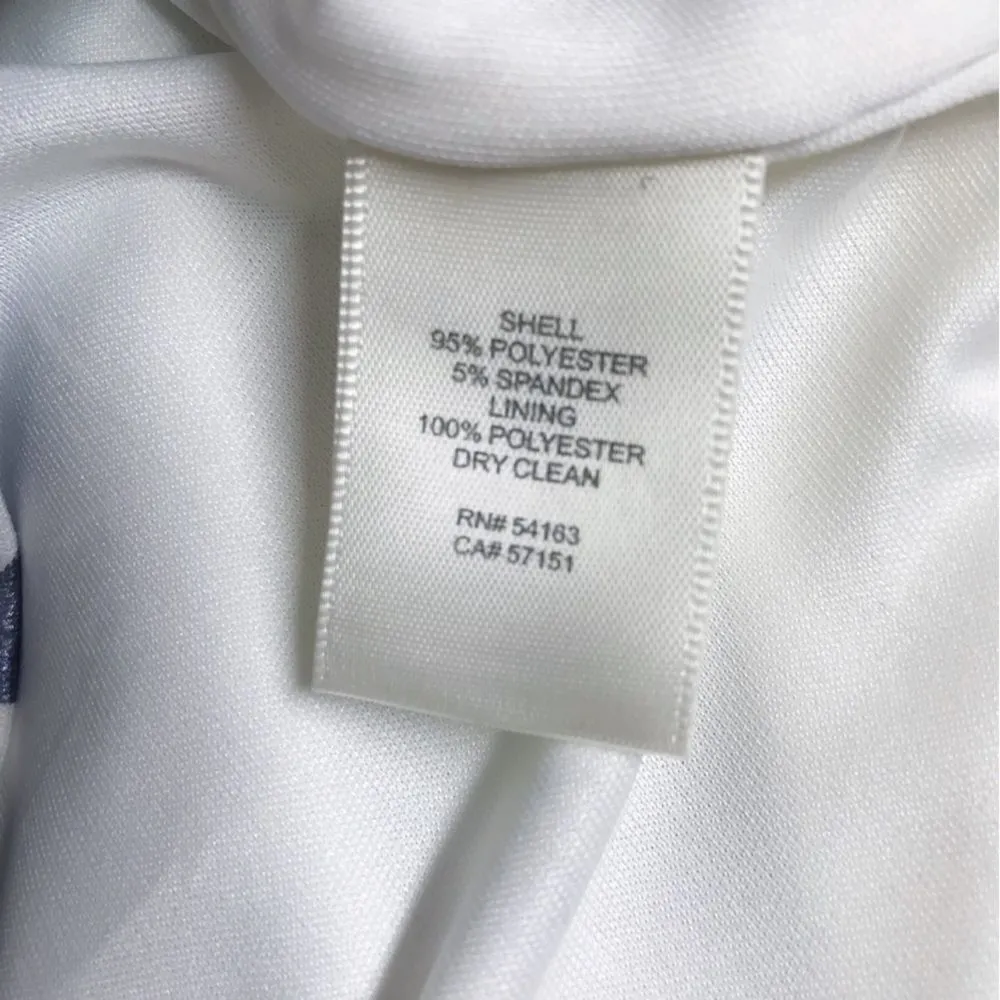 SHELL
95% POLYESTER
5% SPANDEX
LINING
100% POLYESTER
DRY CLEAN
RN# 54163
CA# 57151